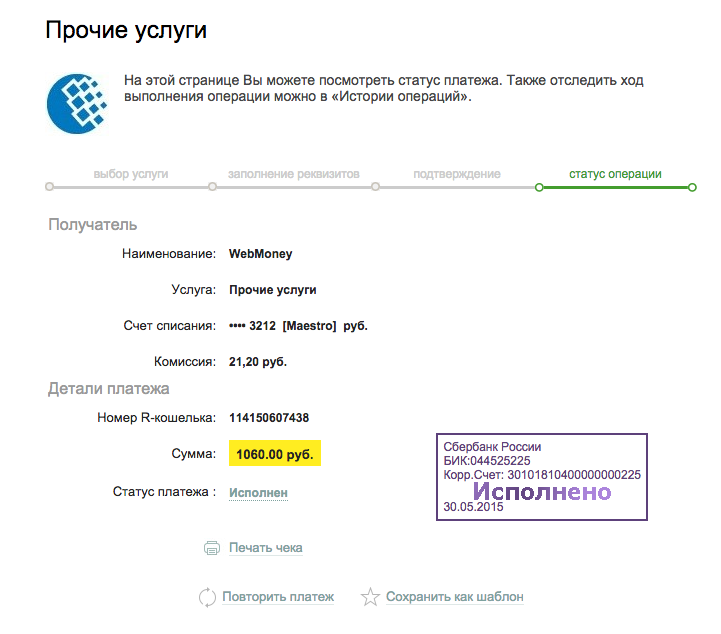 Прочие услуги
На этой странице Вы можете посмотреть статус платежа. Также отследить ход
выполнения операции можно в «Истории операций».
выбор услуги заполнение реквизитов подтверждение статус операции
Получатель
Наименование: WebMoney
Услуга: Прочие услуги
Счет списания: •••• 3212 [Maestro] руб.
Комиссия: 21,20 руб.
Детали платежа
Номер R-кошелька: 114150607438
Сумма: 1060.00 руб.
Статус платежа : Исполнен
Сбербанк России
БИК:044525225
Корр.Счет: 30101810400000000225
Исполнено
30.05.2015
Печать чека
Повторить платеж Сохранить как шаблон